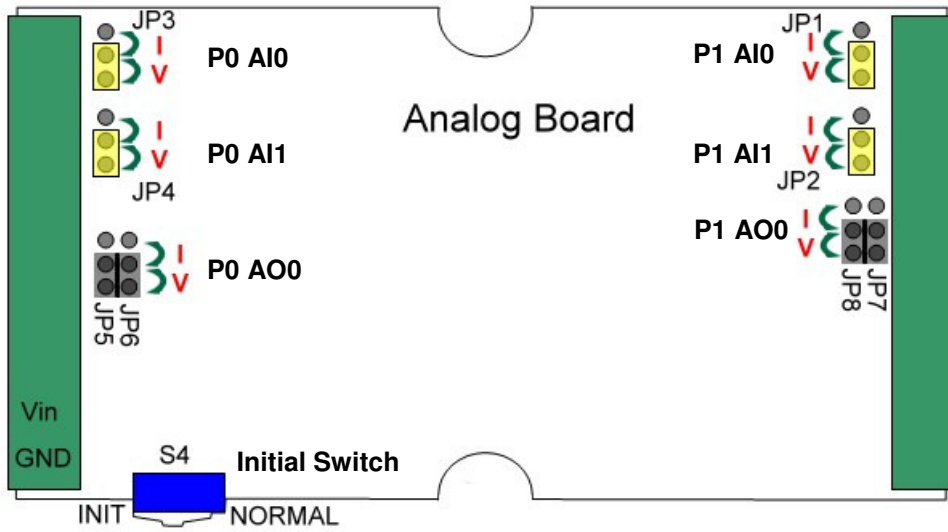 JP3
I
V
P0 AI0
JP1
I
V
P1 AI0
Analog Board
I
V
P0 AI1
JP4
I
V
P1 AI1
JP2
I
V
P0 AO0
JP5
JP6
I
V
P1 AO0
JP8
JP7
Vin
GND
S4
Initial Switch
INIT
NORMAL